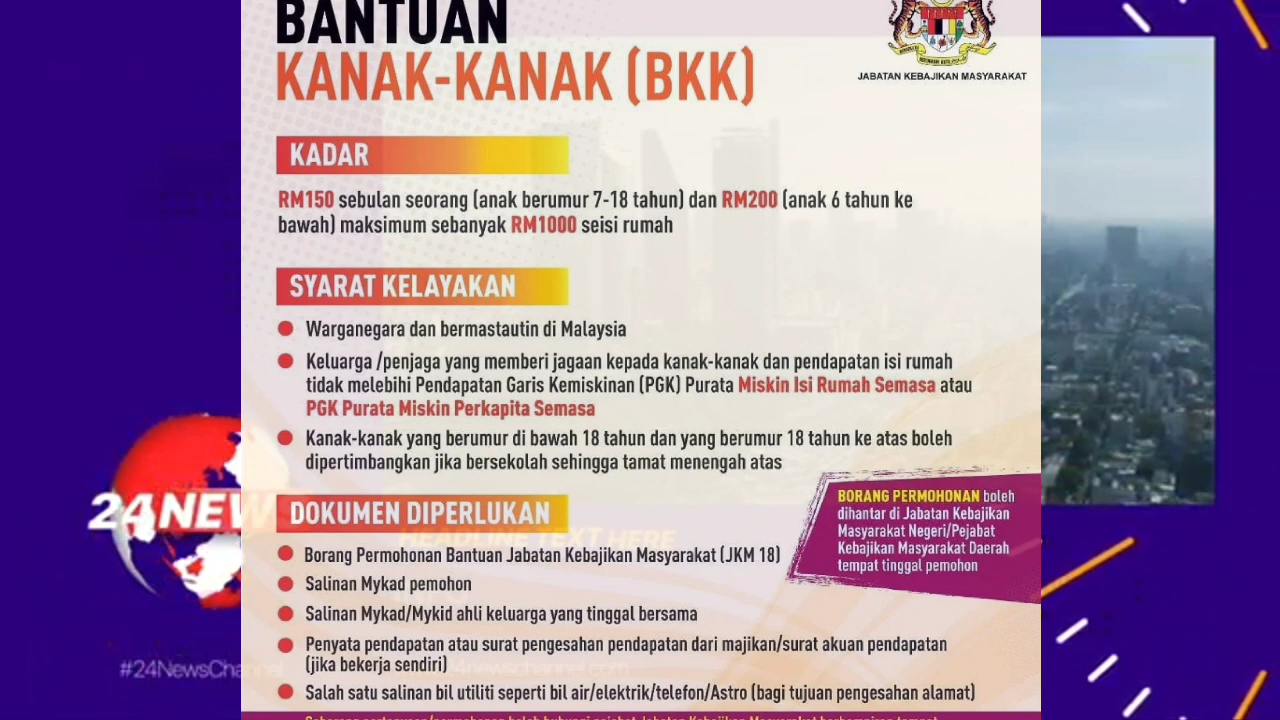 BANTUAN
KANAK-KANAK (BKK)
JABATAN KEBAJIKAN MASYARAKAT
KADAR
RM150 sebulan seorang (anak berumur 7-18 tahun) dan RM200 (anak 6 tahun ke
bawah) maksimum sebanyak RM1000 seisi rumah
SYARAT KELAYAKAN
Warganegara dan bermastautin di Malaysia
Keluarga /penjaga yang memberi jagaan kepada kanak-kanak dan pendapatan isi rumah
tidak melebihi Pendapatan Garis Kemiskinan (PGK) Purata Miskin Isi Rumah Semasa atau
PGK Purata Miskin Perkapita Semasa
Kanak-kanak yang berumur di bawah 18 tahun dan yang berumur 18 tahun ke atas boleh
dipertimbangkan jika bersekolah sehingga tamat menengah atas
BORANG PERMOHONAN boleh
dihantar di Jabatan Kebajikan
Masyarakat Negeri/Pejabat
Kebajikan Masyarakat Daerah
tempat tinggal pemohon
24NEW
DOKUMEN DIPERLUKAN
HEADLINE TEXT HERE
Borang Permohonan Bantuan Jabatan Kebajikan Masyarakat (JKM 18)
Salinan Mykad pemohon
Salinan Mykad/Mykid ahli keluarga yang tinggal bersama
Penyata pendapatan atau surat pengesahan pendapatan dari majikan/surat akuan pendapatan
(jika bekerja sendiri)
#24NewsChannel
24newschannel.com
Salah satu salinan bil utiliti seperti bil air/elektrik/telefon/Astro (bagi tujuan pengesahan alamat)